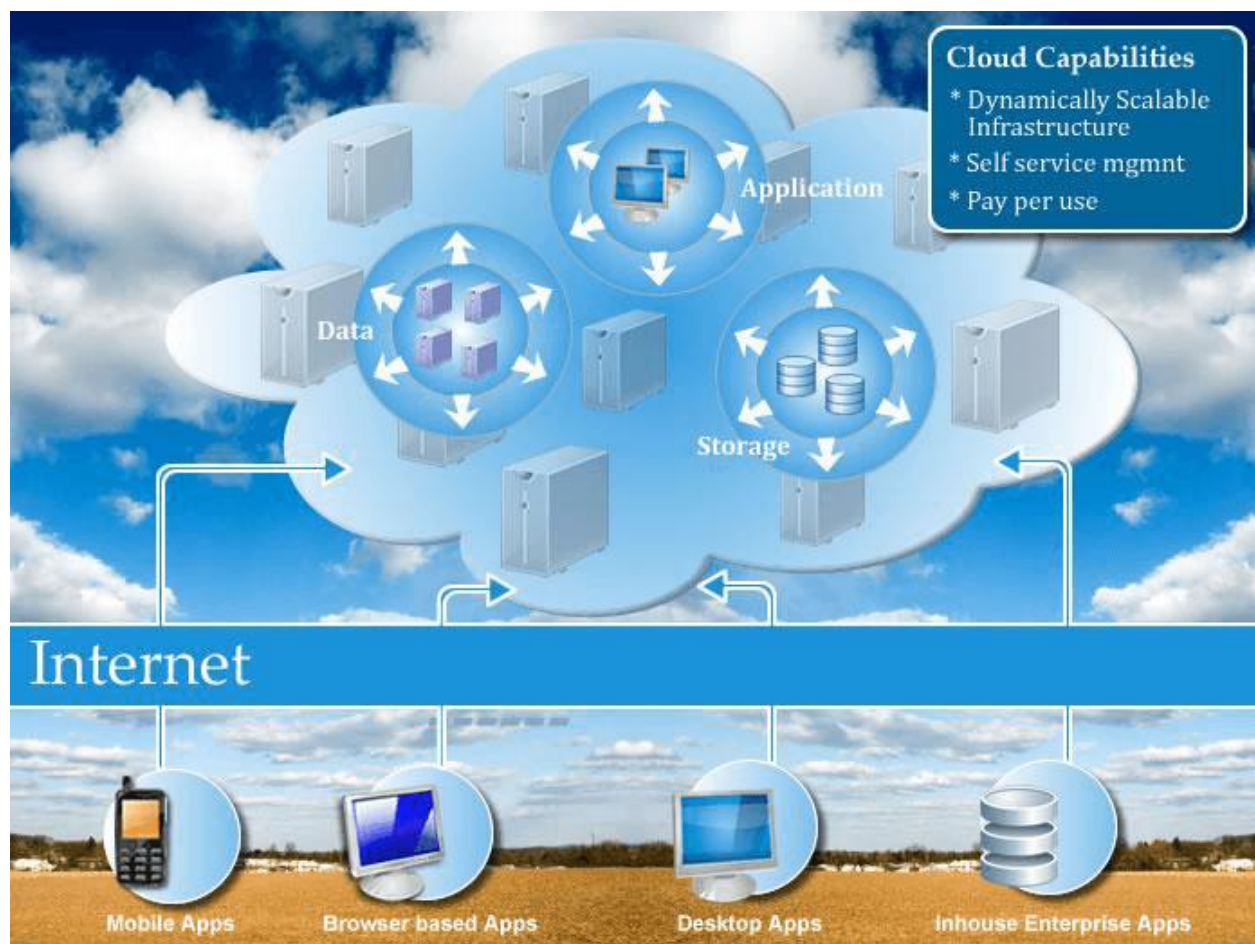 Cloud Capabilities
* Dynamically Scalable
Infrastructure
* Self service mgmnt
* Pay per use
Application
Data
Storage
Internet
Mobile Apps
Browser based Apps
Desktop Apps
Inhouse Enterprise Apps